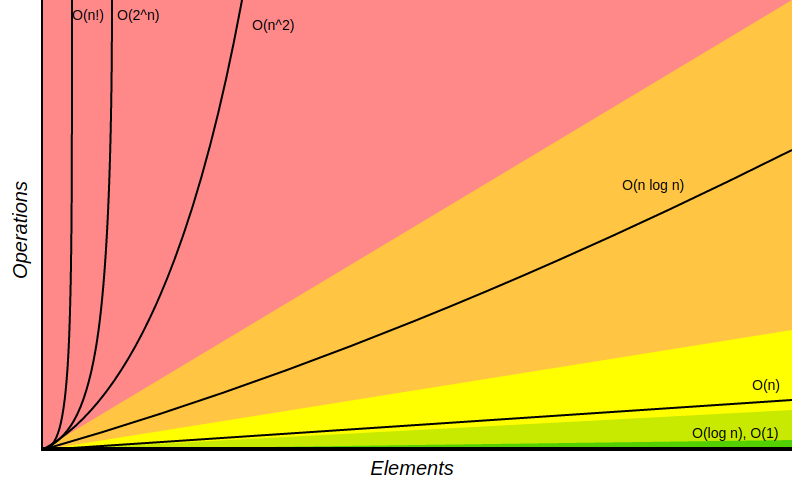 O(n!)
O(2^n)
O(n^2)
O(n log n)
O(n)
O(log n), O(1)
Operations
Elements